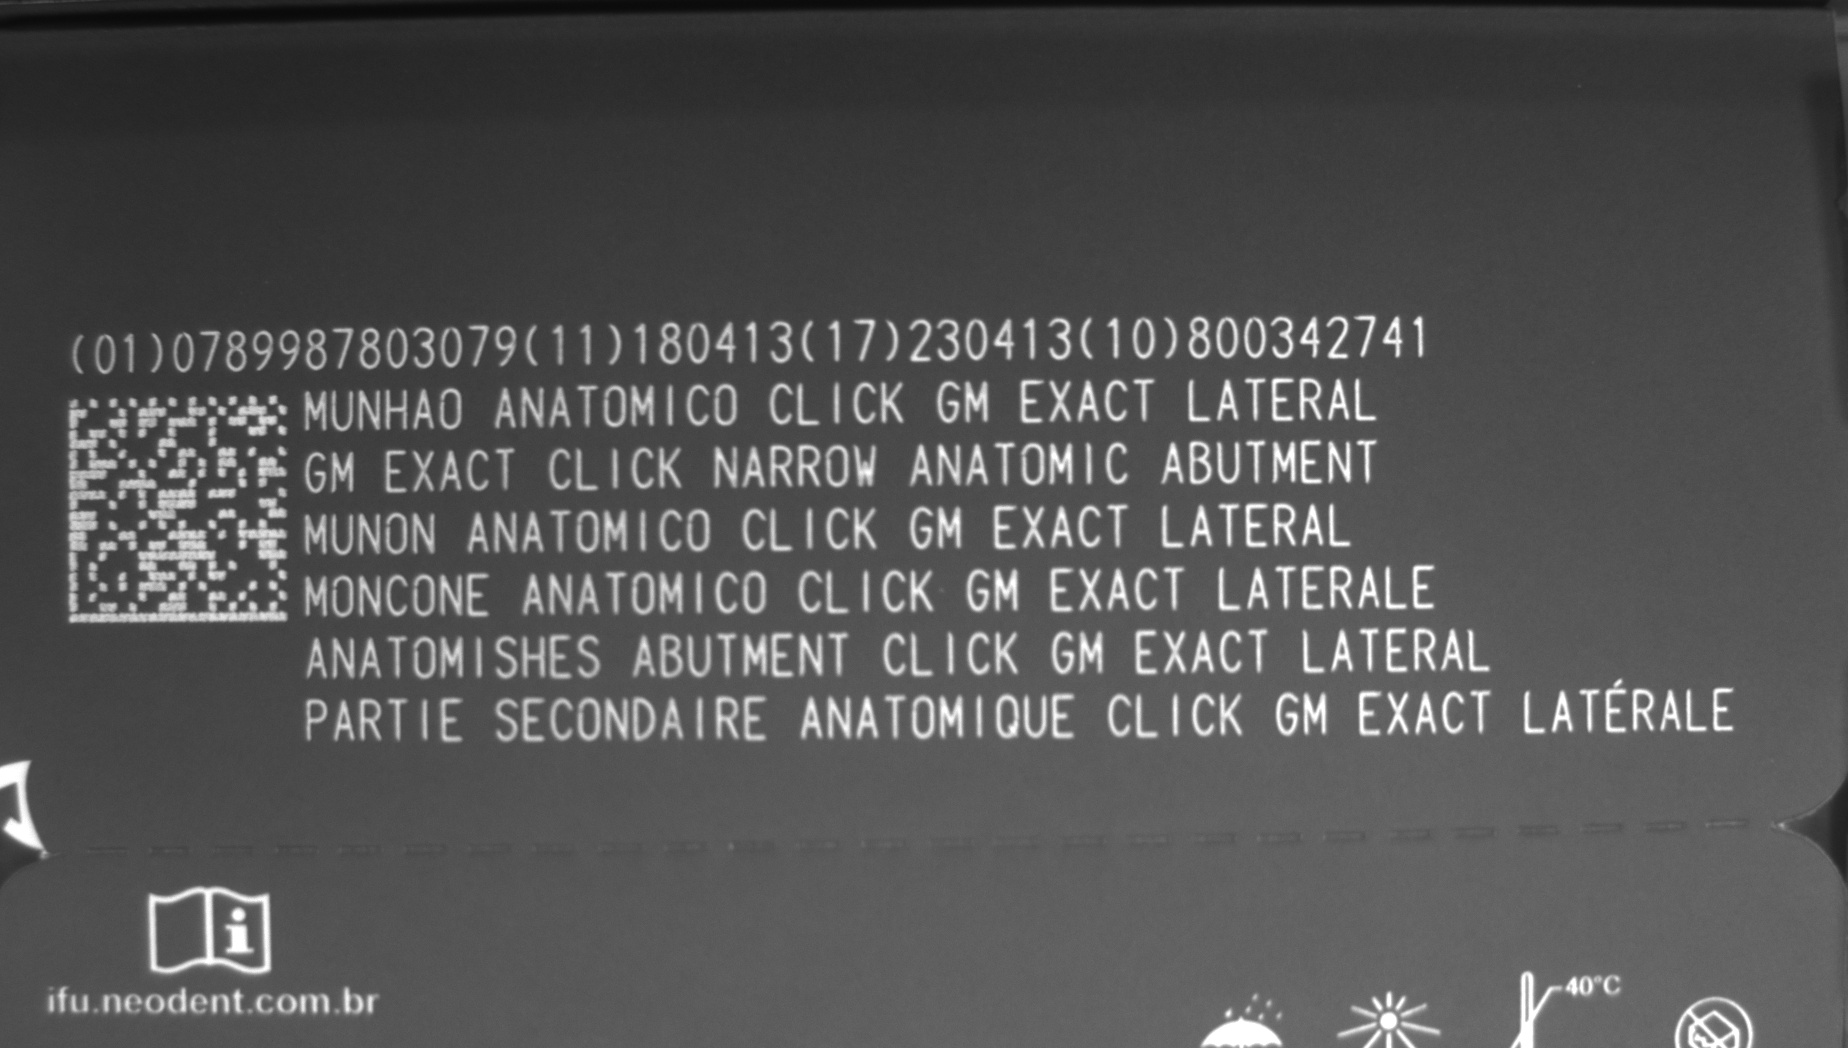 (01)0789987803079(11)180413(17)230413(10)800342741
MUNHAO ANATOMICO CLICK GM EXACT LATERAL
GM EXACT CLICK NARROW ANATOMIC ABUTMENT
MUNON ANATOMICO CLICK GM EXACT LATERAL
MONCONE ANATOMICO CLICK GM EXACT LATERALE
ANATOMISHES ABUTMENT CLICK GM EXACT LATERAL
PARTIE SECONDAIRE ANATOMIQUE CLICK GM EXACT LATÉRALE
ifu.neodent.com.br
40°C